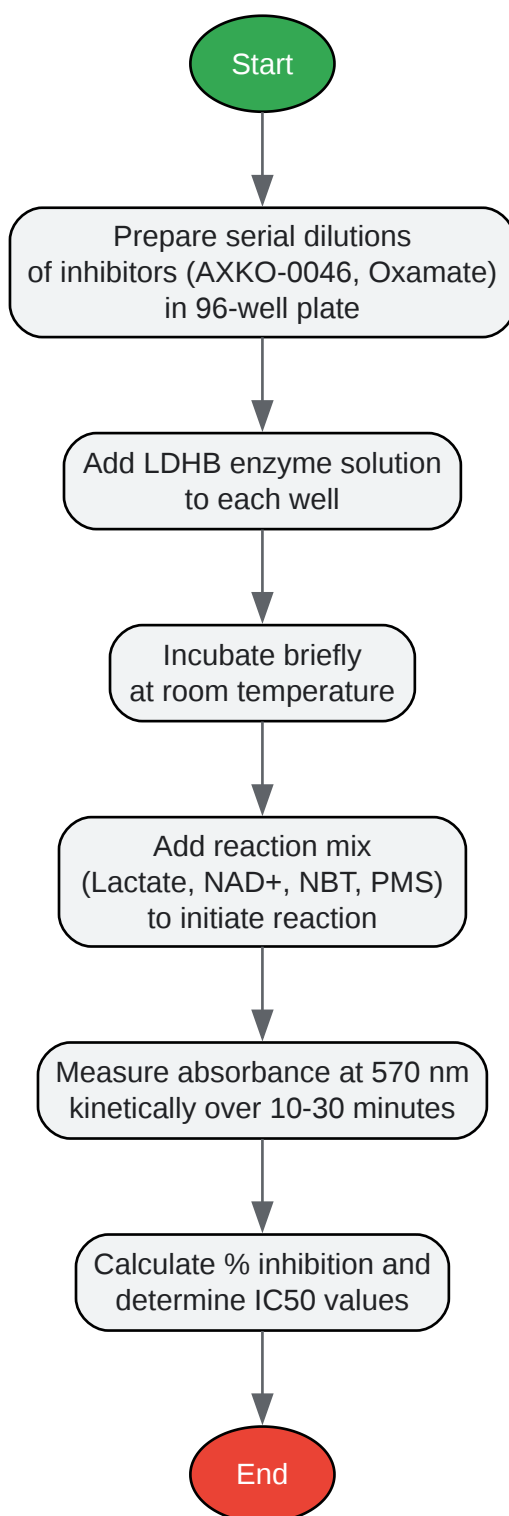 Start
Prepare serial dilutions
of inhibitors (AXKO-0046, Oxamate)
in 96-well plate
Add LDHB enzyme solution
to each well
Incubate briefly
at room temperature
Add reaction mix
(Lactate, NAD+, NBT, PMS)
to initiate reaction
Measure absorbance at 570 nm
kinetically over 10-30 minutes
Calculate % inhibition and
determine IC50 values
End